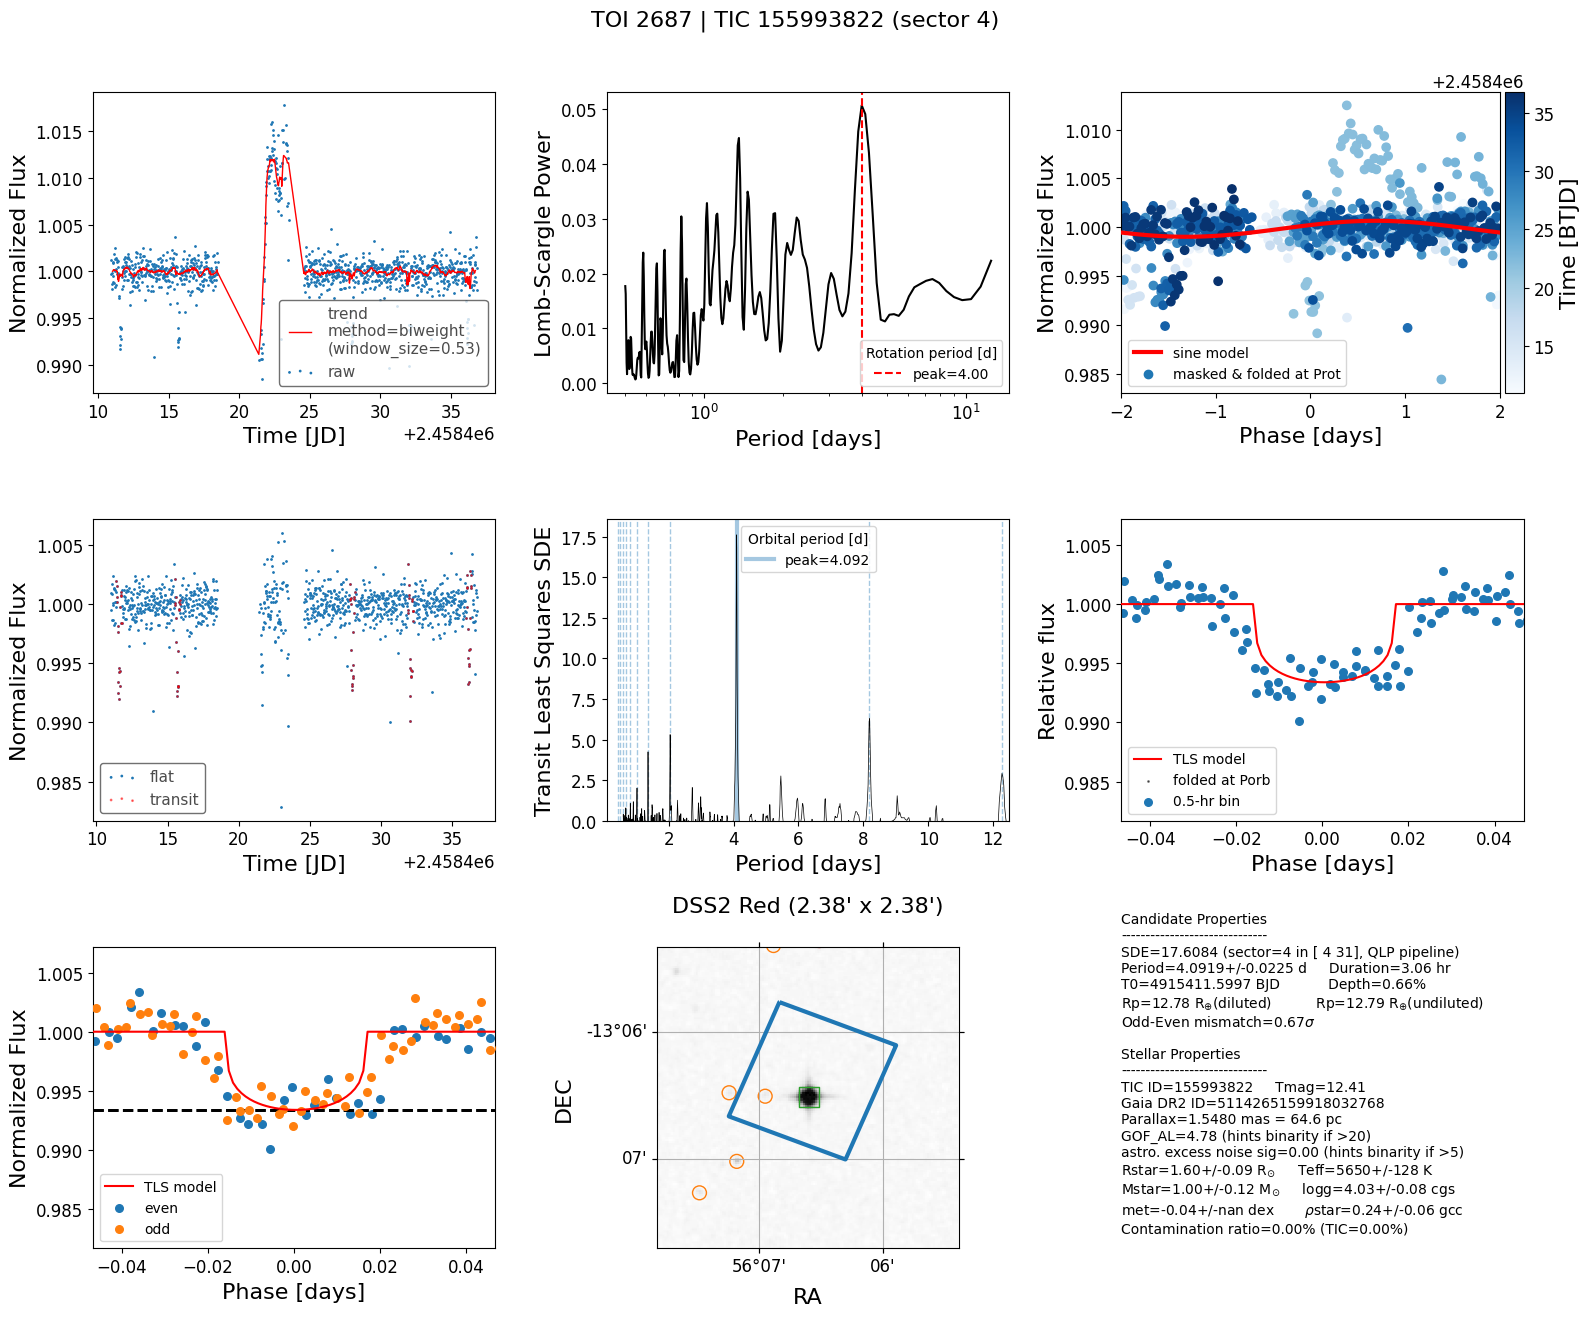 TOI 2687 | TIC 155993822 (sector 4)
Normalized Flux
1.015
1.010
1.005
1.000
0.995
0.990
trend
method=biweight
(window_size=0.53)
raw
10 15 20 25 30 35
Time [JD]
+2.4584e6
Lomb-Scargle Power
0.05
0.04
0.03
0.02
0.01
0.00
Rotation period [d]
peak=4.00
10^0 10^1
Period [days]
Normalized Flux
1.010
1.005
1.000
0.995
0.990
0.985
sine model
masked & folded at Prot
−2 −1 0 1 2
Phase [days]
+2.4584e6
35
30
25
20
15
Time [BTJD]
Normalized Flux
1.005
1.000
0.995
0.990
0.985
flat
transit
10 15 20 25 30 35
Time [JD]
+2.4584e6
Transit Least Squares SDE
17.5
15.0
12.5
10.0
7.5
5.0
2.5
0.0
Orbital period [d]
peak=4.092
2 4 6 8 10 12
Period [days]
Relative flux
1.005
1.000
0.995
0.990
0.985
TLS model
folded at Porb
0.5-hr bin
−0.04 −0.02 0.00 0.02 0.04
Phase [days]
Normalized Flux
1.005
1.000
0.995
0.990
0.985
TLS model
even
odd
−0.04 −0.02 0.00 0.02 0.04
Phase [days]
DSS2 Red (2.38' x 2.38')
DEC
-13°06'
07'
56°07' 06'
RA
Candidate Properties
------------------------------
SDE=17.6084 (sector=4 in [ 4 31], QLP pipeline)
Period=4.0919+/-0.0225 d Duration=3.06 hr
T0=4915411.5997 BJD Depth=0.66%
Rp=12.78 R⊕(diluted) Rp=12.79 R⊕(undiluted)
Odd-Even mismatch=0.67σ
Stellar Properties
------------------------------
TIC ID=155993822 Tmag=12.41
Gaia DR2 ID=5114265159918032768
Parallax=1.5480 mas = 64.6 pc
GOF_AL=4.78 (hints binarity if >20)
astro. excess noise sig=0.00 (hints binarity if >5)
Rstar=1.60+/-0.09 R⊙ Teff=5650+/-128 K
Mstar=1.00+/-0.12 M⊙ logg=4.03+/-0.08 cgs
met=-0.04+/-nan dex ρstar=0.24+/-0.06 gcc
Contamination ratio=0.00% (TIC=0.00%)